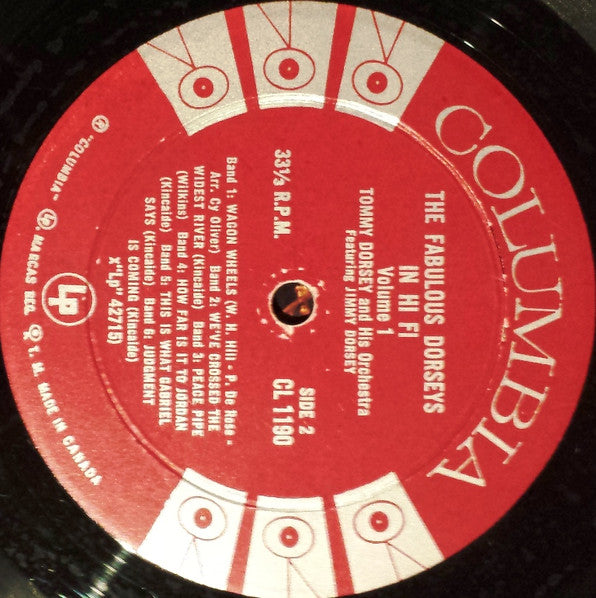 COLUMBIA
THE FABULOUS DORSEYS
IN HI FI
Volume 1
TOMMY DORSEY and His Orchestra
Featuring JIMMY DORSEY
SIDE 2
CL 1190
33⅓ R.P.M.
Band 1: WAGON WHEELS (W. H. Hill - P. De Rose -
Arr. Cy Oliver) Band 2: WE'VE CROSSED THE
WIDEST RIVER (Kincaide) Band 3: PEACE PIPE
(Wilkins) Band 4: HOW FAR IS IT TO JORDAN
(Kincaide) Band 5: THIS IS WHAT GABRIEL
SAYS (Kincaide) Band 6: JUDGMENT
IS COMING (Kincaide)
x"Lp" 42715)
LP
® "COLUMBIA" ⓁⓅ, MARCAS REG. Ⓡ T. M. MADE IN CANADA